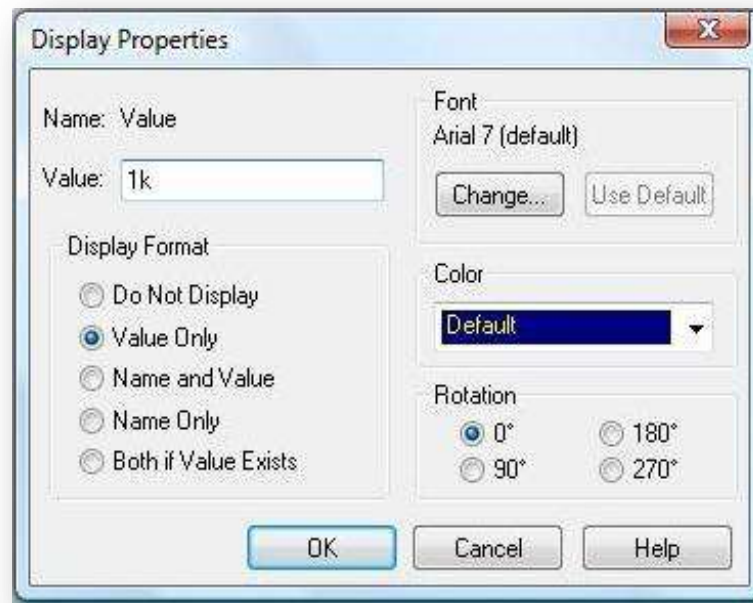 Display Properties
Name: Value
Value: 1k
Display Format
Do Not Display
Value Only
Name and Value
Name Only
Both if Value Exists
Font
Arial 7 (default)
Change...
Use Default
Color
Default
Rotation
0° 180°
90° 270°
OK Cancel Help